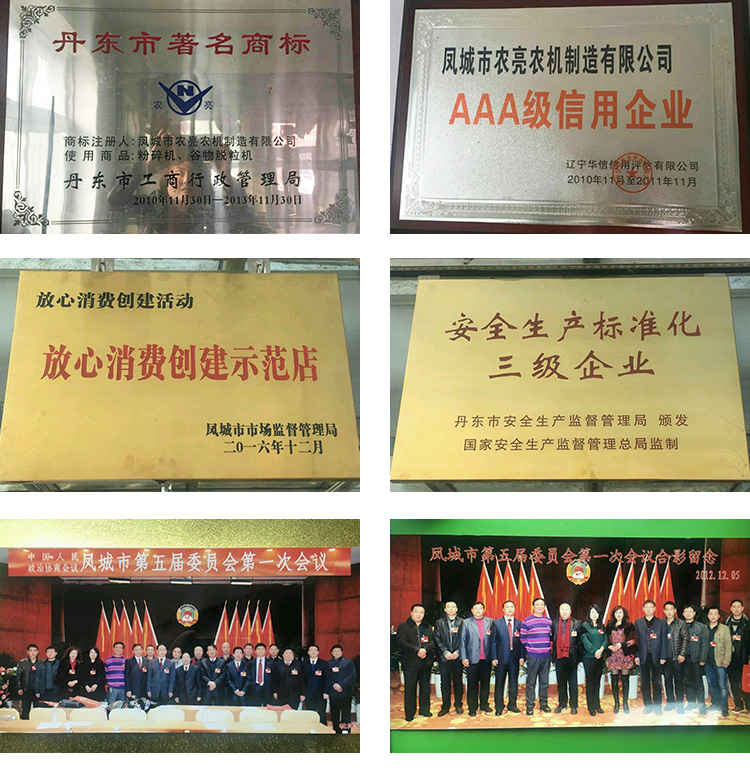 丹东市著名商标
N
农 亮
商标注册人:凤城市农亮农机制造有限公司
使用商品:粉碎机、谷物脱粒机
丹东市工商行政管理局
2010年11月30日—2013年11月30日
凤城市农亮农机制造有限公司
AAA级信用企业
辽宁华信信用评估有限公司
2010年11月至2011年11月
放心消费创建活动
放心消费创建示范店
凤城市市场监督管理局
二〇一六年十二月
安全生产标准化
三级企业
丹东市安全生产监督管理局 颁发
国家安全生产监督管理总局监制
中国人民
政治协商会议凤城市第五届委员会第一次会议
凤城市第五届委员会第一次会议合影留念
2012.12.05